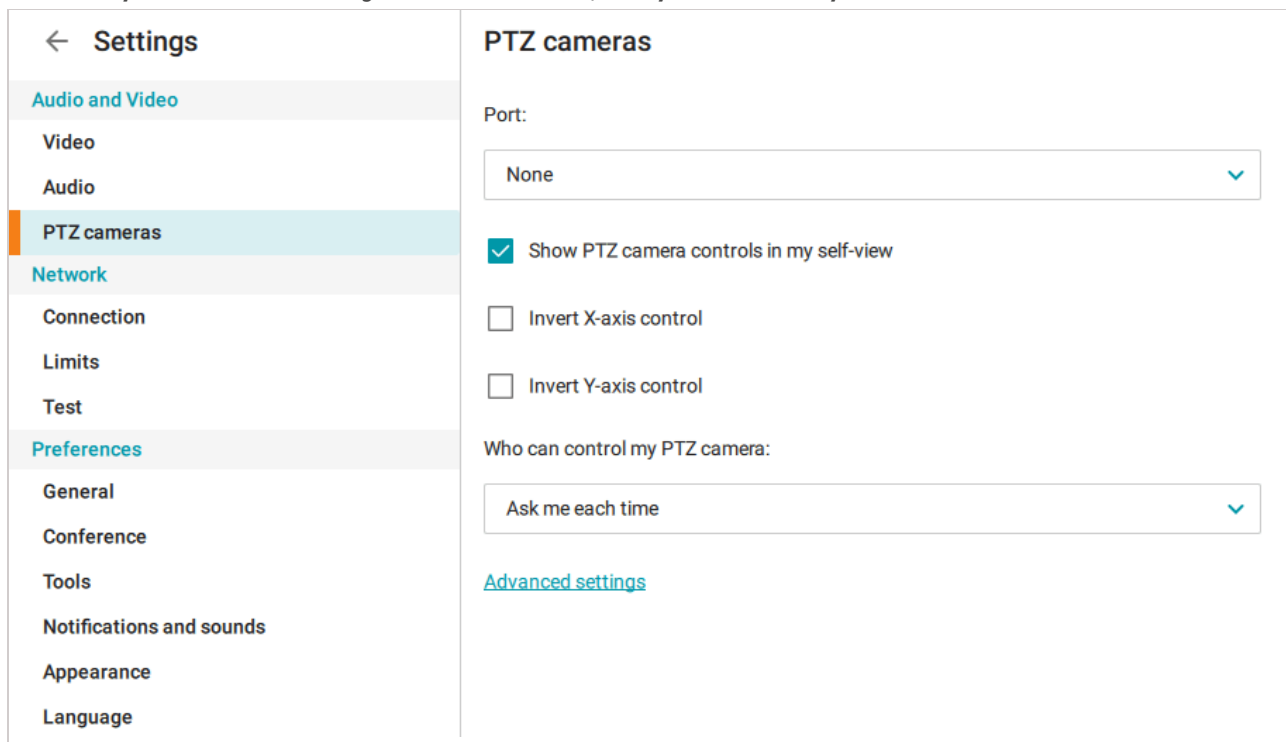 Settings
Audio and Video
Video
Audio
PTZ cameras
Network
Connection
Limits
Test
Preferences
General
Conference
Tools
Notifications and sounds
Appearance
Language
PTZ cameras
Port:
None
Show PTZ camera controls in my self-view
Invert X-axis control
Invert Y-axis control
Who can control my PTZ camera:
Ask me each time
Advanced settings